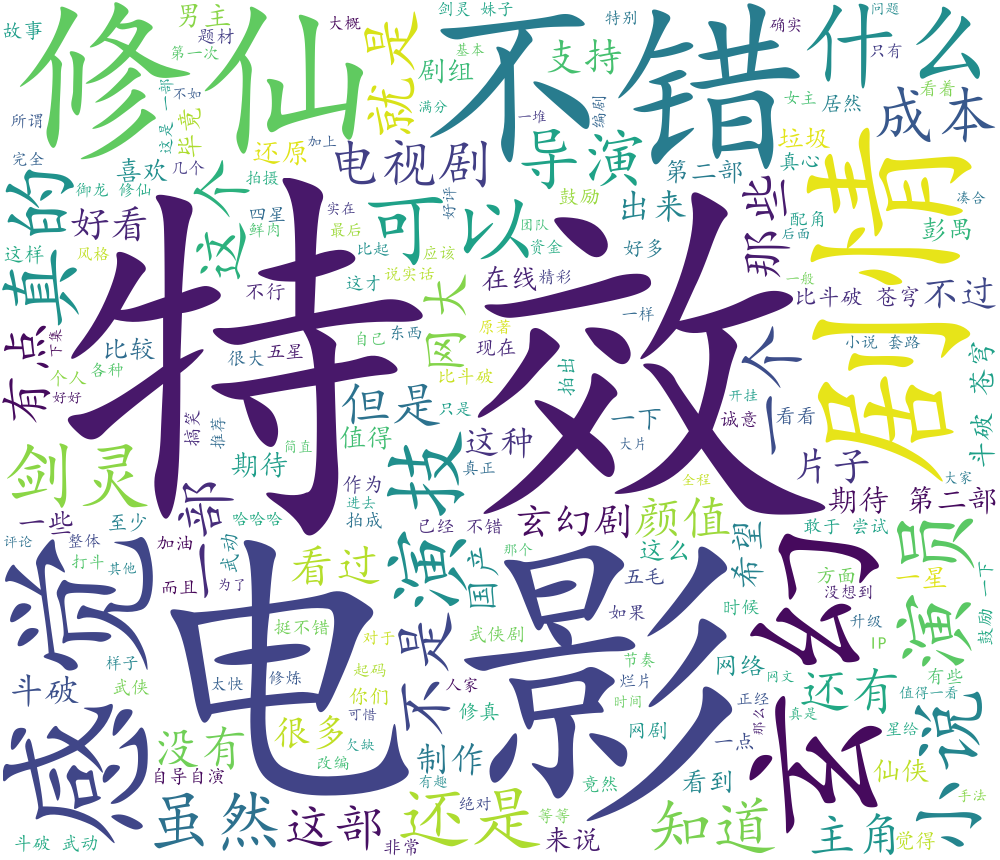 故事
男主
题材
第一次
大概
修仙
就是
剧组
剑灵 妹子
基本
满分
支持
特别
不错
编剧
一堆
确实
女主
居然
什么
问题
只有
看着
成本
所谓
完全
真的
这样
喜欢
几个
不如
这是 一部
毕竟
还原
加上
拍摄
电视剧
导演
第二部
垃圾
真心
御龙 修仙
好看
风格
这个
四星
鲜肉
实在
最后
比起
好评
可以
应该
说实话
这才
团队
资金
鼓励
出来
好多
那些
配角
后面
剧情
彭禺
凑合
有点
下集
比较
个人
各种
好好
不行
很大
五星
特效
网大
在线
精彩
原著
现在
自己
东西
比斗破
一样
一般
比斗破 苍穹
不过
小说 套路
一个
看看
开挂
诚意
斗破 苍穹
大家
剑灵
期待
搞笑
推荐
简直
值得
但是
只是
演技
这种
真正
拍出
一下
大片
片子
期待 第二部
一些
至少
一部
哈哈哈
作为
进去
拍成
已经 不错
玄幻剧
颜值
全程
敢于 尝试
评论
整体
打斗
其他
感觉
加油
而且
武动
为了
看过
国产
那个
这么
希望
五毛
如果
时候
玄幻
方面
没想到
一星
升级
IP
演员
鼓励 一下
样子
斗破
武侠
电影
太快
修炼
挺不错
对于
起码
你们
可惜
不是
人家
修真
武侠剧
节奏
烂片
时间
网剧
网络
网文
一点
正经
那么
真是
还有
有些
值得一看
星给
仙侠
小说
没有
自导自演
很多
欠缺
改编
制作
有趣
绝对
竟然
看到
斗破 武动
虽然
这部
非常
还是
等等
来说
知道
主角
觉得
手法